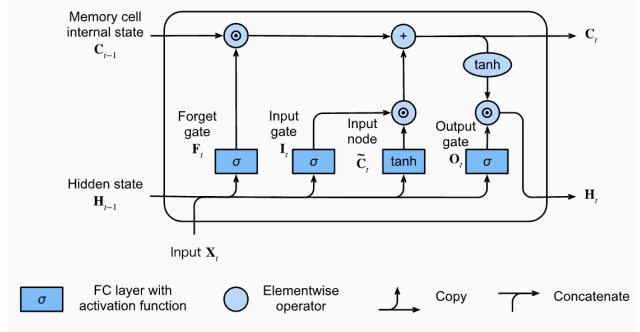 Memory cell
internal state
C_{t−1}
C_t
tanh
Forget
gate
F_t
Input
gate
I_t
Input
node
C̃_t
Output
gate
O_t
σ
σ
tanh
σ
Hidden state
H_{t−1}
H_t
Input X_t
σ
FC layer with
activation function
Elementwise
operator
Copy
Concatenate